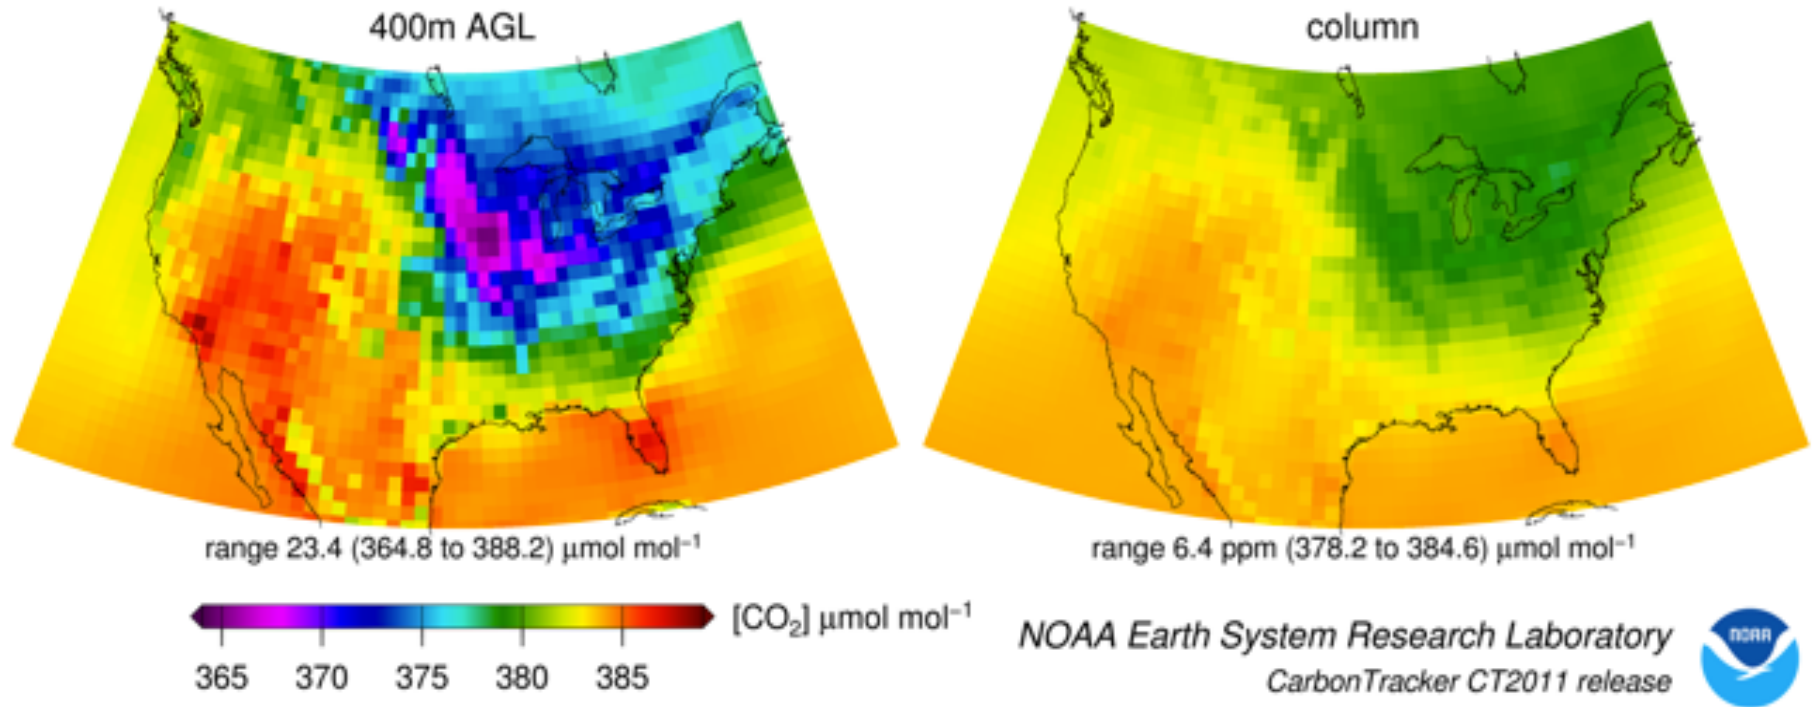 400m AGL
column
range 23.4 (364.8 to 388.2) μmol mol⁻¹
range 6.4 ppm (378.2 to 384.6) μmol mol⁻¹
[CO₂] μmol mol⁻¹
365 370 375 380 385
NOAA Earth System Research Laboratory
CarbonTracker CT2011 release
NOAA